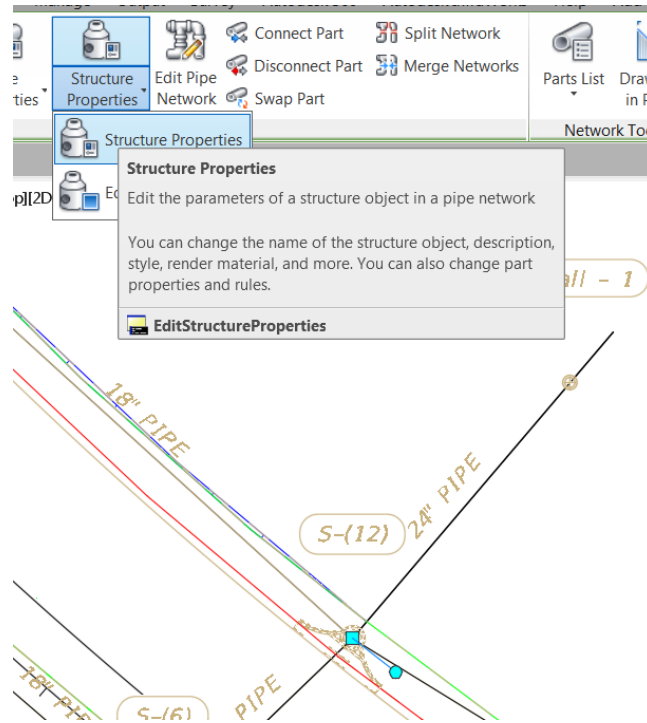 Structure
Properties
Edit Pipe
Network
Connect Part
Disconnect Part
Swap Part
Split Network
Merge Networks
Parts List
Structure Properties
Structure Properties
Edit the parameters of a structure object in a pipe network
You can change the name of the structure object, description,
style, render material, and more. You can also change part
properties and rules.
EditStructureProperties
- 1
18" PIPE
24" PIPE
S-(12)
18" PIPE
S-(6)
PIPE